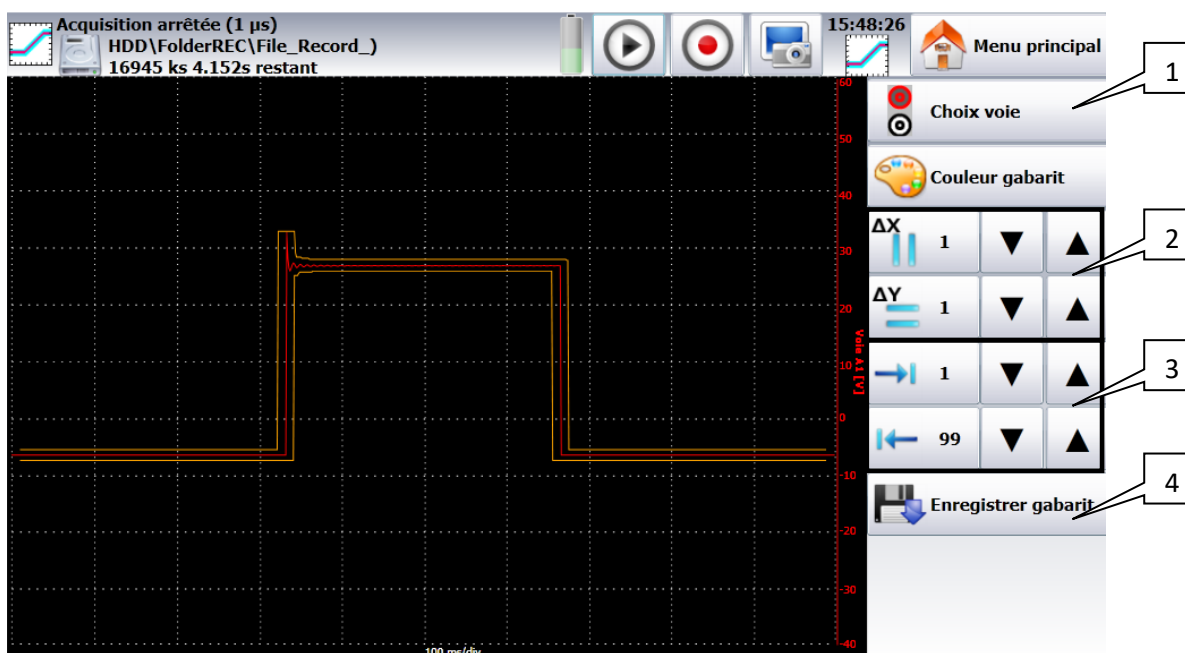 Acquisition arrêtée (1 µs)
HDD\FolderREC\File_Record_)
16945 ks 4.152s restant
15:48:26
Menu principal
Choix voie
Couleur gabarit
ΔX 1 ▼ ▲
ΔY 1 ▼ ▲
1 ▼ ▲
99 ▼ ▲
Enregistrer gabarit
1
2
3
4
60
50
40
30
20
10
0
-10
-20
-30
-40
Voie A1 [V]
100 ms/div